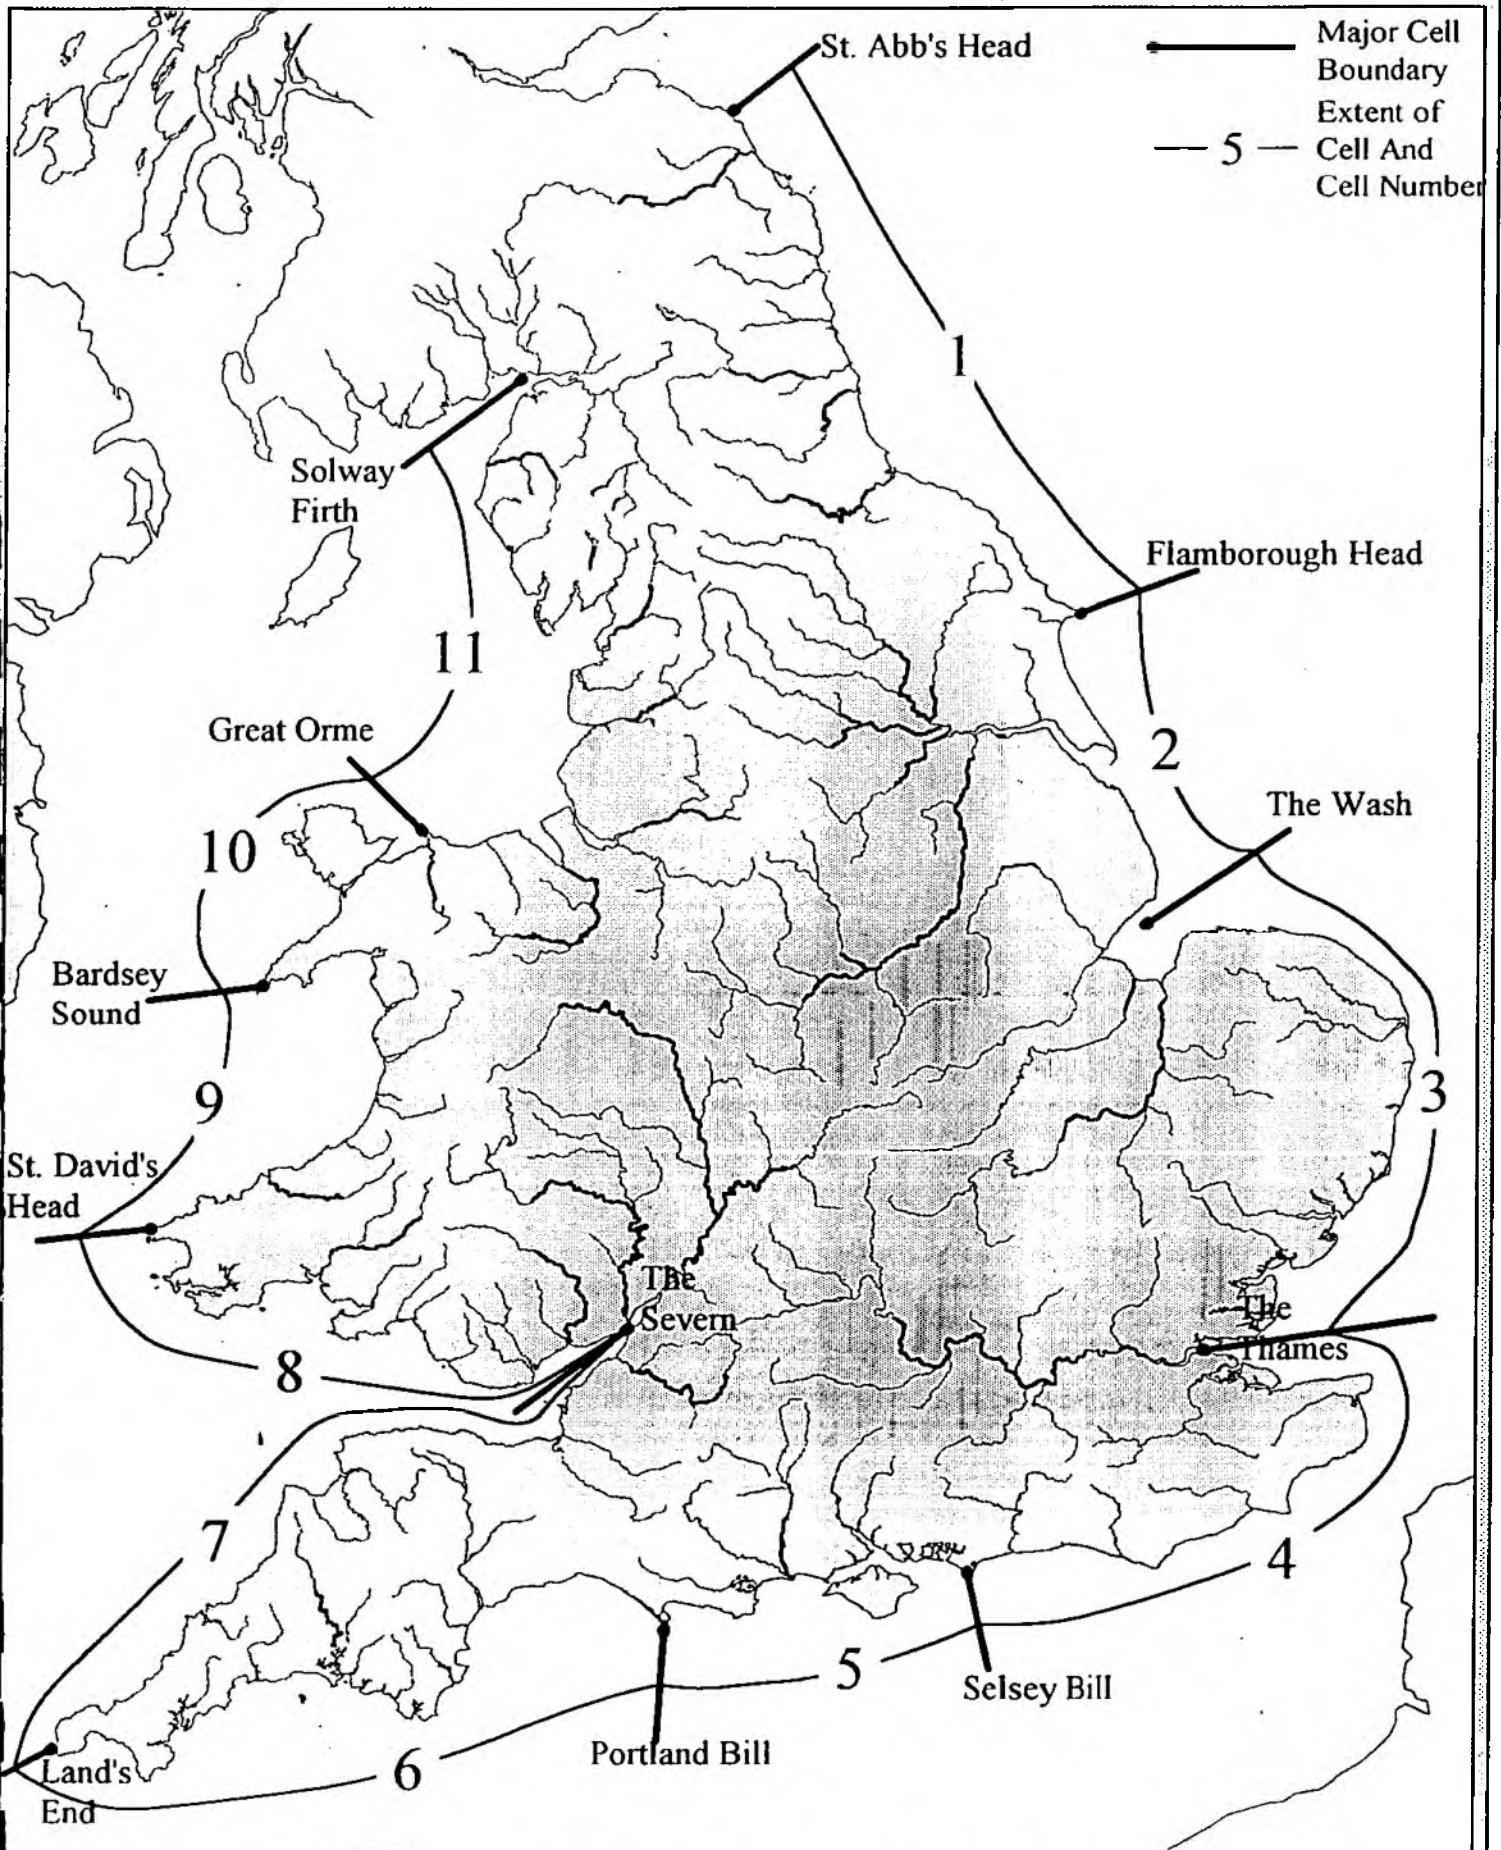 St. Abb's Head
Major Cell
Boundary
Extent of
— 5 — Cell And
Cell Number
1
Solway
Firth
Flamborough Head
11
Great Orme
2
The Wash
10
Bardsey
Sound
9
3
St. David's
Head
The
Severn
The
Thames
8
7
4
5
Selsey Bill
Portland Bill
6
Land's
End